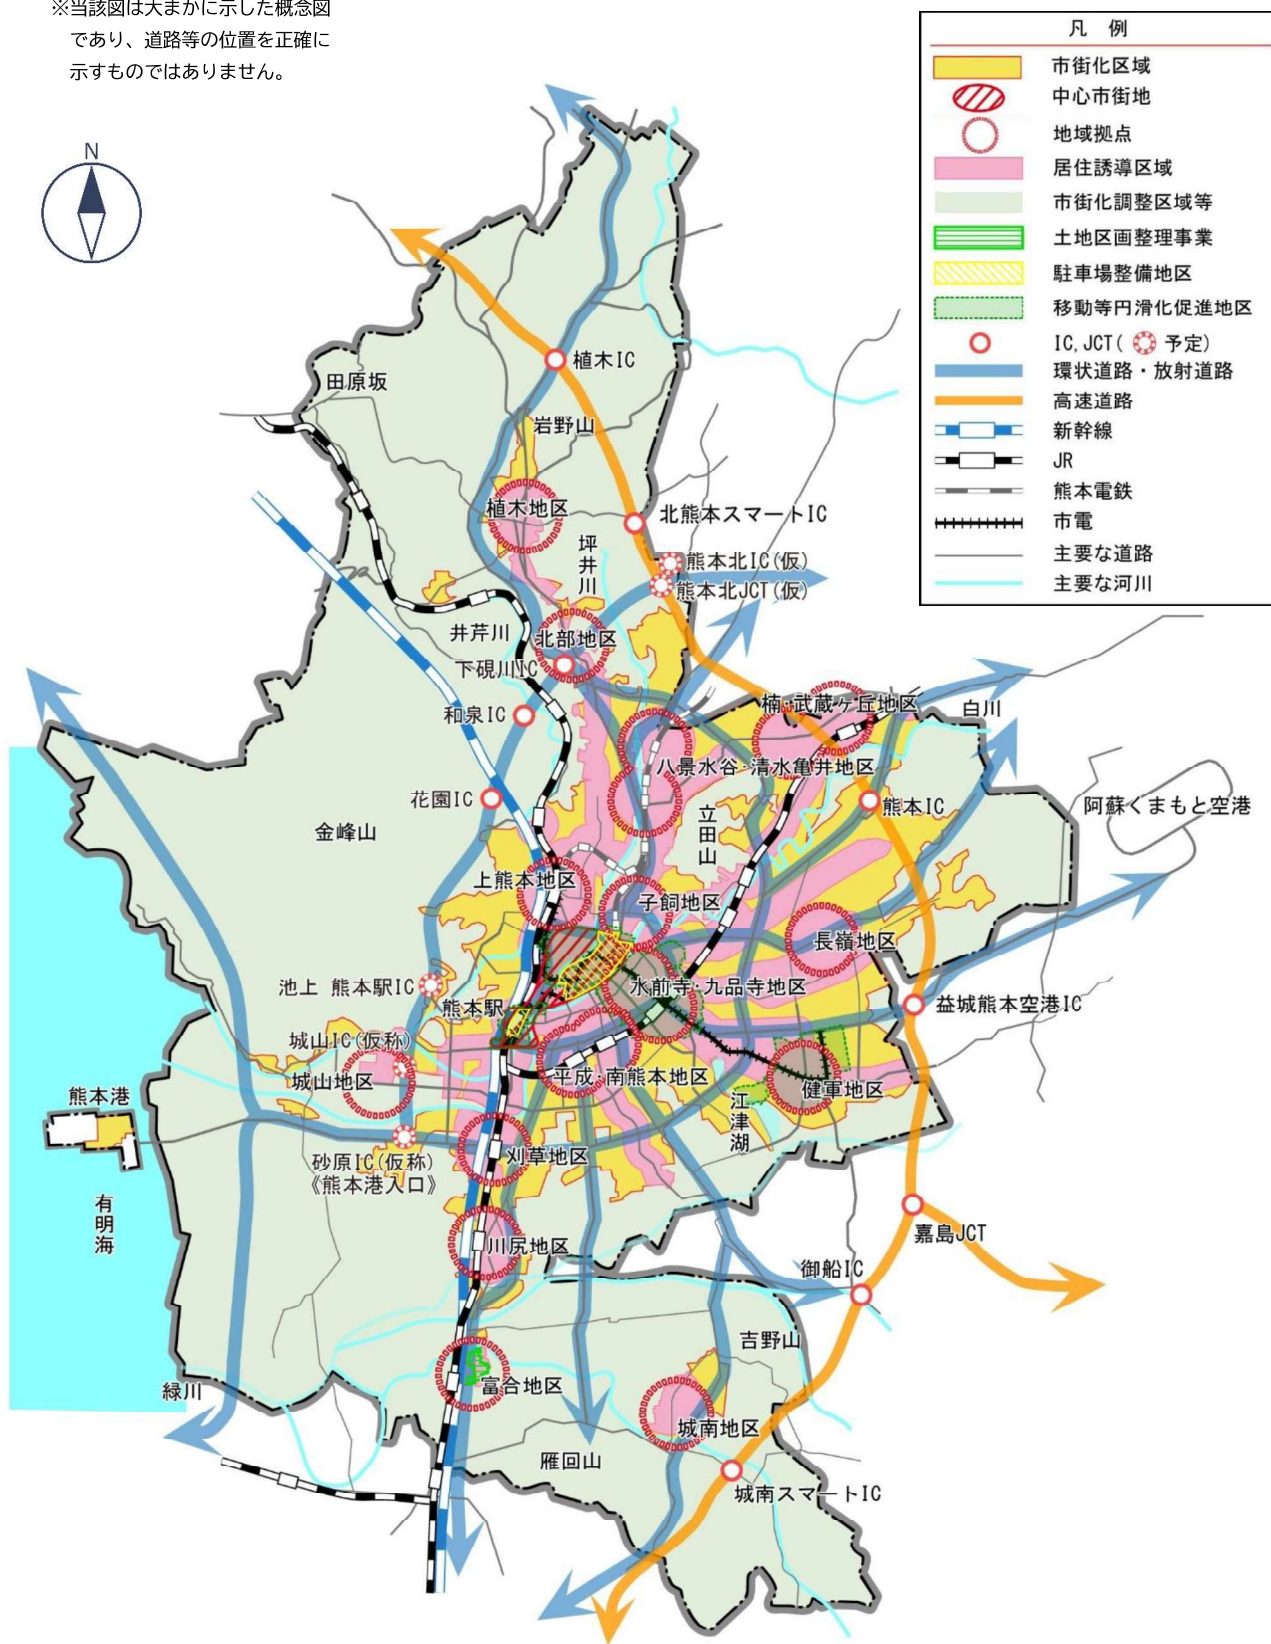 ※当該図は大まかに示した概念図
であり、道路等の位置を正確に
示すものではありません。
N
凡 例
市街化区域
中心市街地
地域拠点
居住誘導区域
市街化調整区域等
土地区画整理事業
駐車場整備地区
移動等円滑化促進地区
IC,JCT( 予定)
環状道路・放射道路
高速道路
新幹線
JR
熊本電鉄
市電
主要な道路
主要な河川
植木IC
田原坂
岩野山
植木地区
北熊本スマートIC
坪井川
熊本北IC(仮)
熊本北JCT(仮)
井芹川
北部地区
下硯川IC
楠・武蔵ヶ丘地区
白川
和泉IC
八景水谷・清水亀井地区
花園IC
熊本IC
阿蘇くまもと空港
金峰山
立田山
上熊本地区
子飼地区
長嶺地区
池上 熊本駅IC
水前寺・九品寺地区
熊本駅
益城熊本空港IC
城山IC(仮称)
城山地区
平成・南熊本地区
健軍地区
熊本港
江津湖
砂原IC(仮称)
《熊本港入口》
刈草地区
有明海
川尻地区
嘉島JCT
御船IC
吉野山
緑川
富合地区
城南地区
雁回山
城南スマートIC